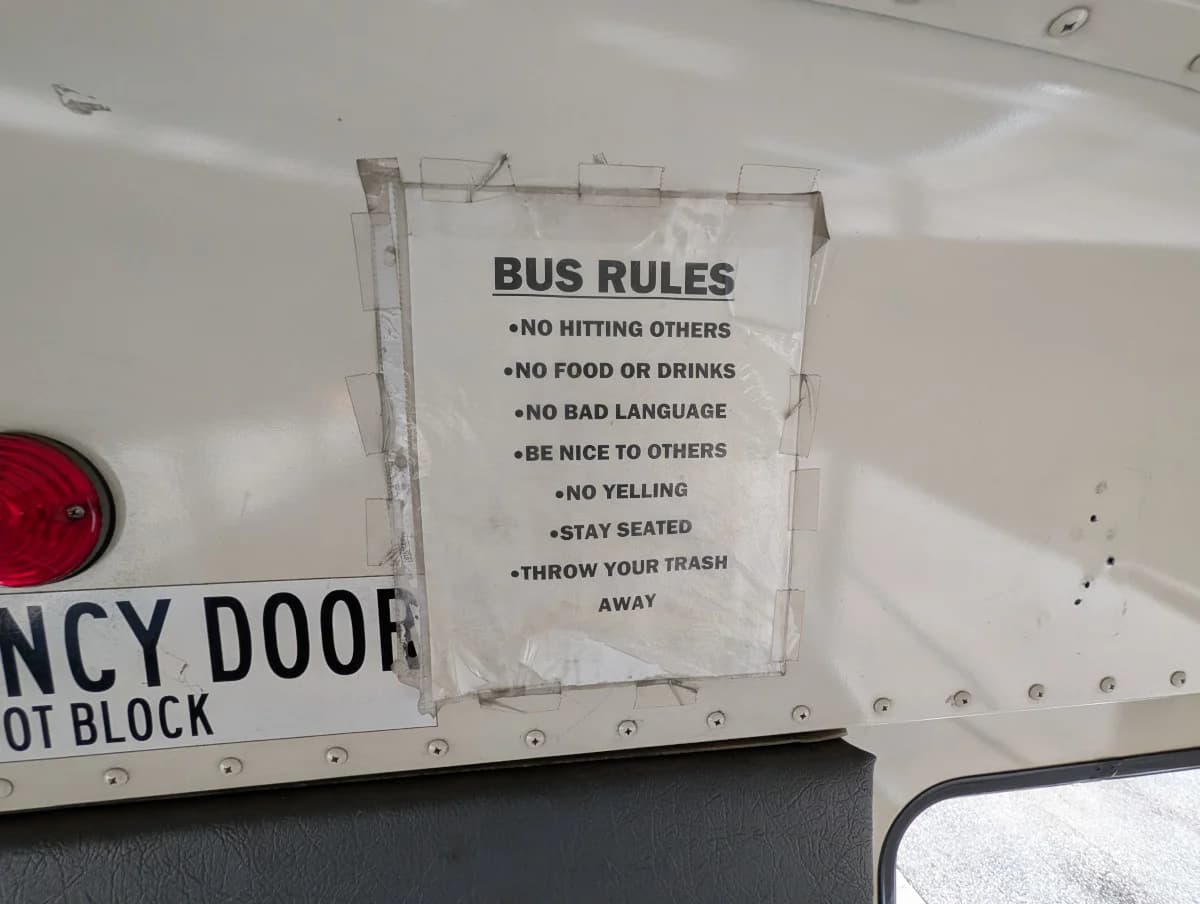 BUS RULES
•NO HITTING OTHERS
•NO FOOD OR DRINKS
•NO BAD LANGUAGE
•BE NICE TO OTHERS
•NO YELLING
•STAY SEATED
•THROW YOUR TRASH
AWAY
NCY DOOR
OT BLOCK